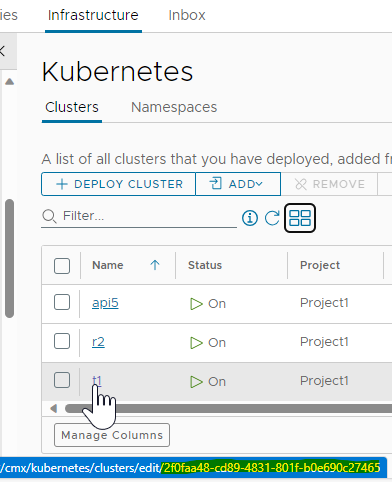 ies Infrastructure Inbox
Kubernetes
Clusters Namespaces
A list of all clusters that you have deployed, added fr
+ DEPLOY CLUSTER ADD REMOVE
Filter...
Name Status Project
api5 On Project1
r2 On Project1
t1 On Project1
Manage Columns
/cmx/kubernetes/clusters/edit/2f0faa48-cd89-4831-801f-b0e690c27465